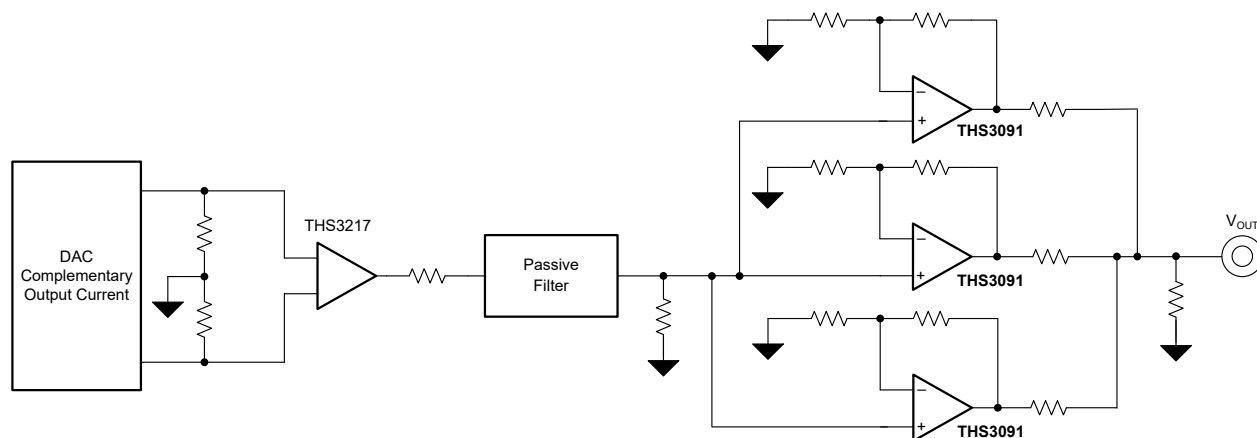 DAC
Complementary
Output Current
THS3217
Passive
Filter
−
+
THS3091
−
+
THS3091
−
+
THS3091
VOUT